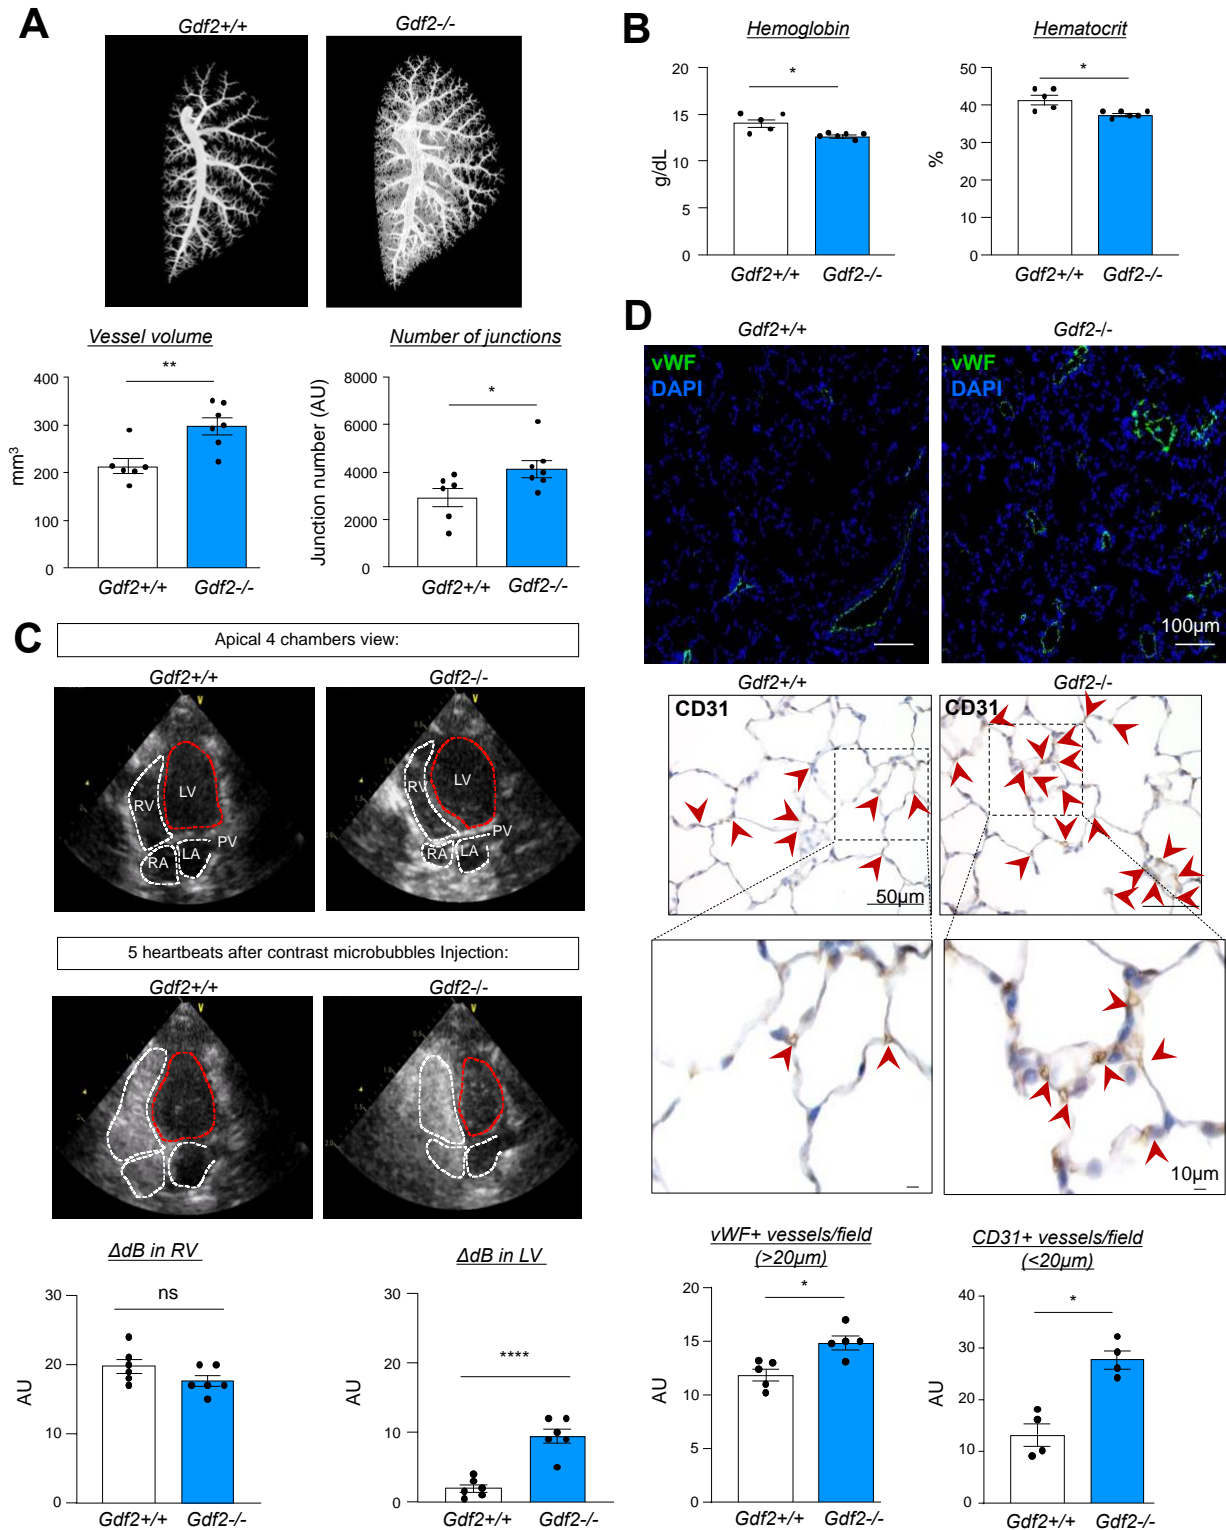 A
Gdf2+/+
Gdf2-/-
Vessel volume
**
400
300
200
100
0
mm3
Gdf2+/+
Gdf2-/-
Number of junctions
*
8000
6000
4000
2000
0
Junction number (AU)
Gdf2+/+
Gdf2-/-
B
Hemoglobin
*
20
15
10
5
0
g/dL
Gdf2+/+
Gdf2-/-
Hematocrit
*
50
40
30
20
10
0
%
Gdf2+/+
Gdf2-/-
C
Apical 4 chambers view:
Gdf2+/+
Gdf2-/-
V
RV
LV
RA
LA
PV
V
RV
LV
PV
RA
LA
5 heartbeats after contrast microbubbles Injection:
Gdf2+/+
Gdf2-/-
V
V
ΔdB in RV
ns
30
20
10
0
AU
Gdf2+/+
Gdf2-/-
ΔdB in LV
****
30
20
10
0
AU
Gdf2+/+
Gdf2-/-
D
Gdf2+/+
Gdf2-/-
vWF
DAPI
vWF
DAPI
100µm
Gdf2+/+
Gdf2-/-
CD31
CD31
50µm
10µm
vWF+ vessels/field
(>20µm)
*
20
15
10
5
0
AU
Gdf2+/+
Gdf2-/-
CD31+ vessels/field
(<20µm)
*
40
30
20
10
0
AU
Gdf2+/+
Gdf2-/-